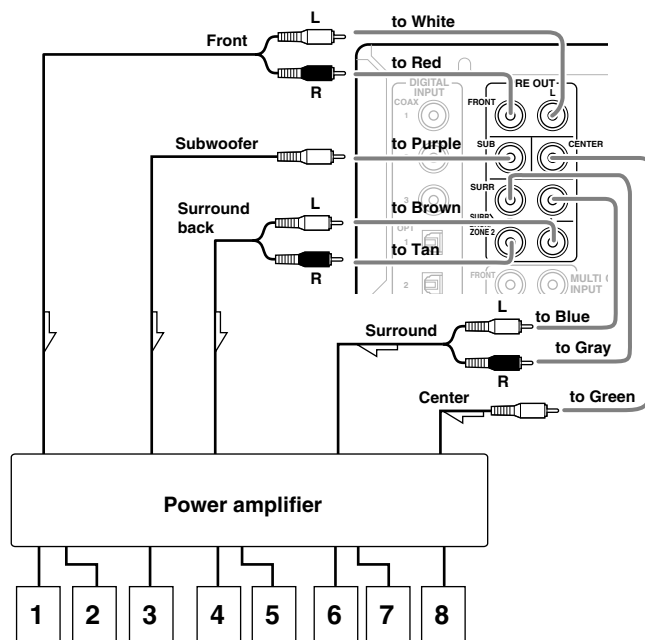 L
to White
Front
to Red
R
DIGITAL
INPUT
COAX
1
RE OUT
L
FRONT
Subwoofer
to Purple
SUB
CENTER
3
SURR
L
to Brown
Surround
back
OPT
1
SURR
ZONE 2
to Tan
R
2
FRONT
MULTI C
INPUT
L
to Blue
Surround
to Gray
R
Center
to Green
Power amplifier
1 2 3 4 5 6 7 8